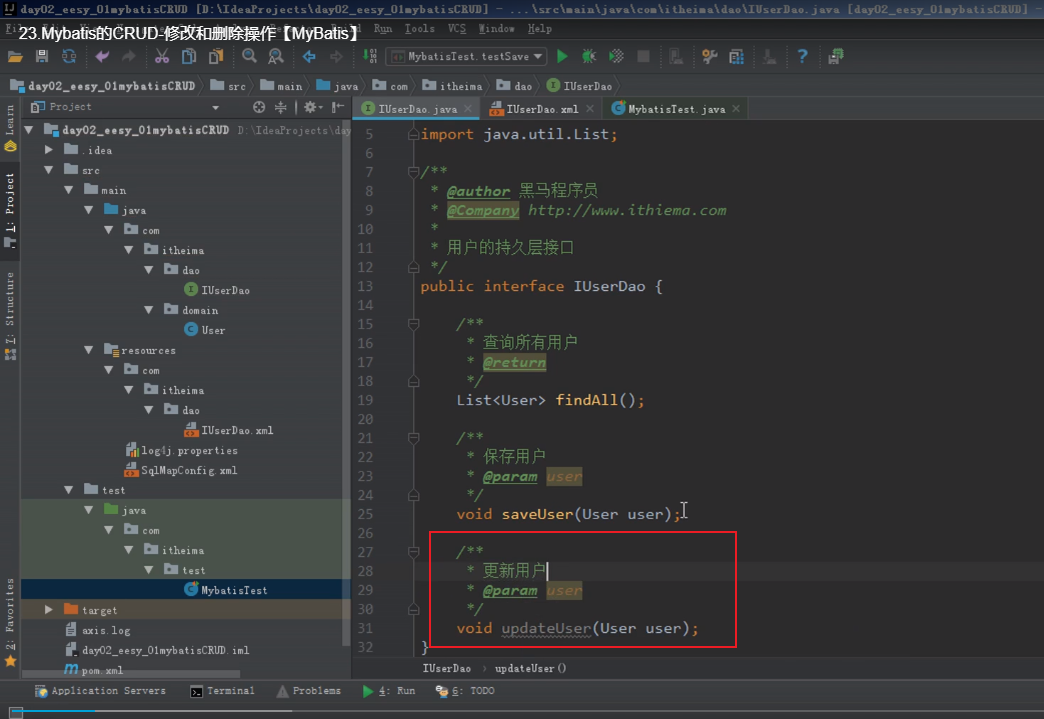 day02_eesy_01mybatisCRUD [D:\IdeaProjects\day02_eesy_01mybatisCRUD] - ...\src\main\java\com\itheima\dao\IUserDao.java [day02_eesy_01mybatisCRUD] -
23.Mybatis的CRUD-修改和删除操作【MyBatis】
Run Tools VCS Window Help
MybatisTest.testSave
day02_eesy_01mybatisCRUD src main java com itheima dao IUserDao
Project
IUserDao.java IUserDao.xml MybatisTest.java
Learn
1: Project
7: Structure
2: Favorites
day02_eesy_01mybatisCRUD D:\IdeaProjects\day
.idea
src
main
java
com
itheima
dao
IUserDao
domain
User
resources
com
itheima
dao
IUserDao.xml
log4j.properties
SqlMapConfig.xml
test
java
com
itheima
test
MybatisTest
target
axis.log
day02_eesy_01mybatisCRUD.iml
pom.xml
5 import java.util.List;
6
7 /**
8 * @author 黑马程序员
9 * @Company http://www.ithiema.com
10 *
11 * 用户的持久层接口
12 */
13 public interface IUserDao {
14
15 /**
16 * 查询所有用户
17 * @return
18 */
19 List<User> findAll();
20
21 /**
22 * 保存用户
23 * @param user
24 */
25 void saveUser(User user);
26
27 /**
28 * 更新用户
29 * @param user
30 */
31 void updateUser(User user);
32 }
IUserDao › updateUser()
Application Servers Terminal Problems 4: Run 6: TODO